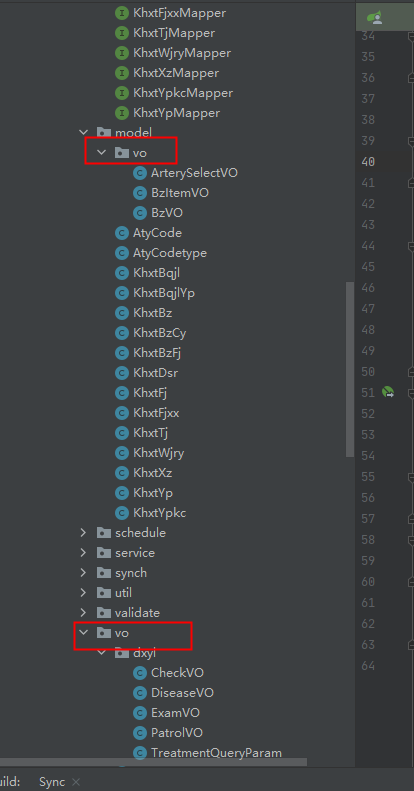 KhxtFjxxMapper
34
KhxtTjMapper
35
KhxtWjryMapper
36
KhxtXzMapper
37
KhxtYpkcMapper
38
KhxtYpMapper
39
model
40
vo
41
ArterySelectVO
42
BzItemVO
43
BzVO
44
AtyCode
45
AtyCodetype
46
KhxtBqjl
47
KhxtBqjlYp
48
KhxtBz
49
KhxtBzCy
50
KhxtBzFj
51
KhxtDsr
52
KhxtFj
53
KhxtFjxx
54
KhxtTj
55
KhxtWjry
56
KhxtXz
57
KhxtYp
58
KhxtYpkc
59
schedule
60
service
61
synch
62
util
63
validate
64
vo
dxyl
CheckVO
DiseaseVO
ExamVO
PatrolVO
TreatmentQueryParam
uild: Sync ×